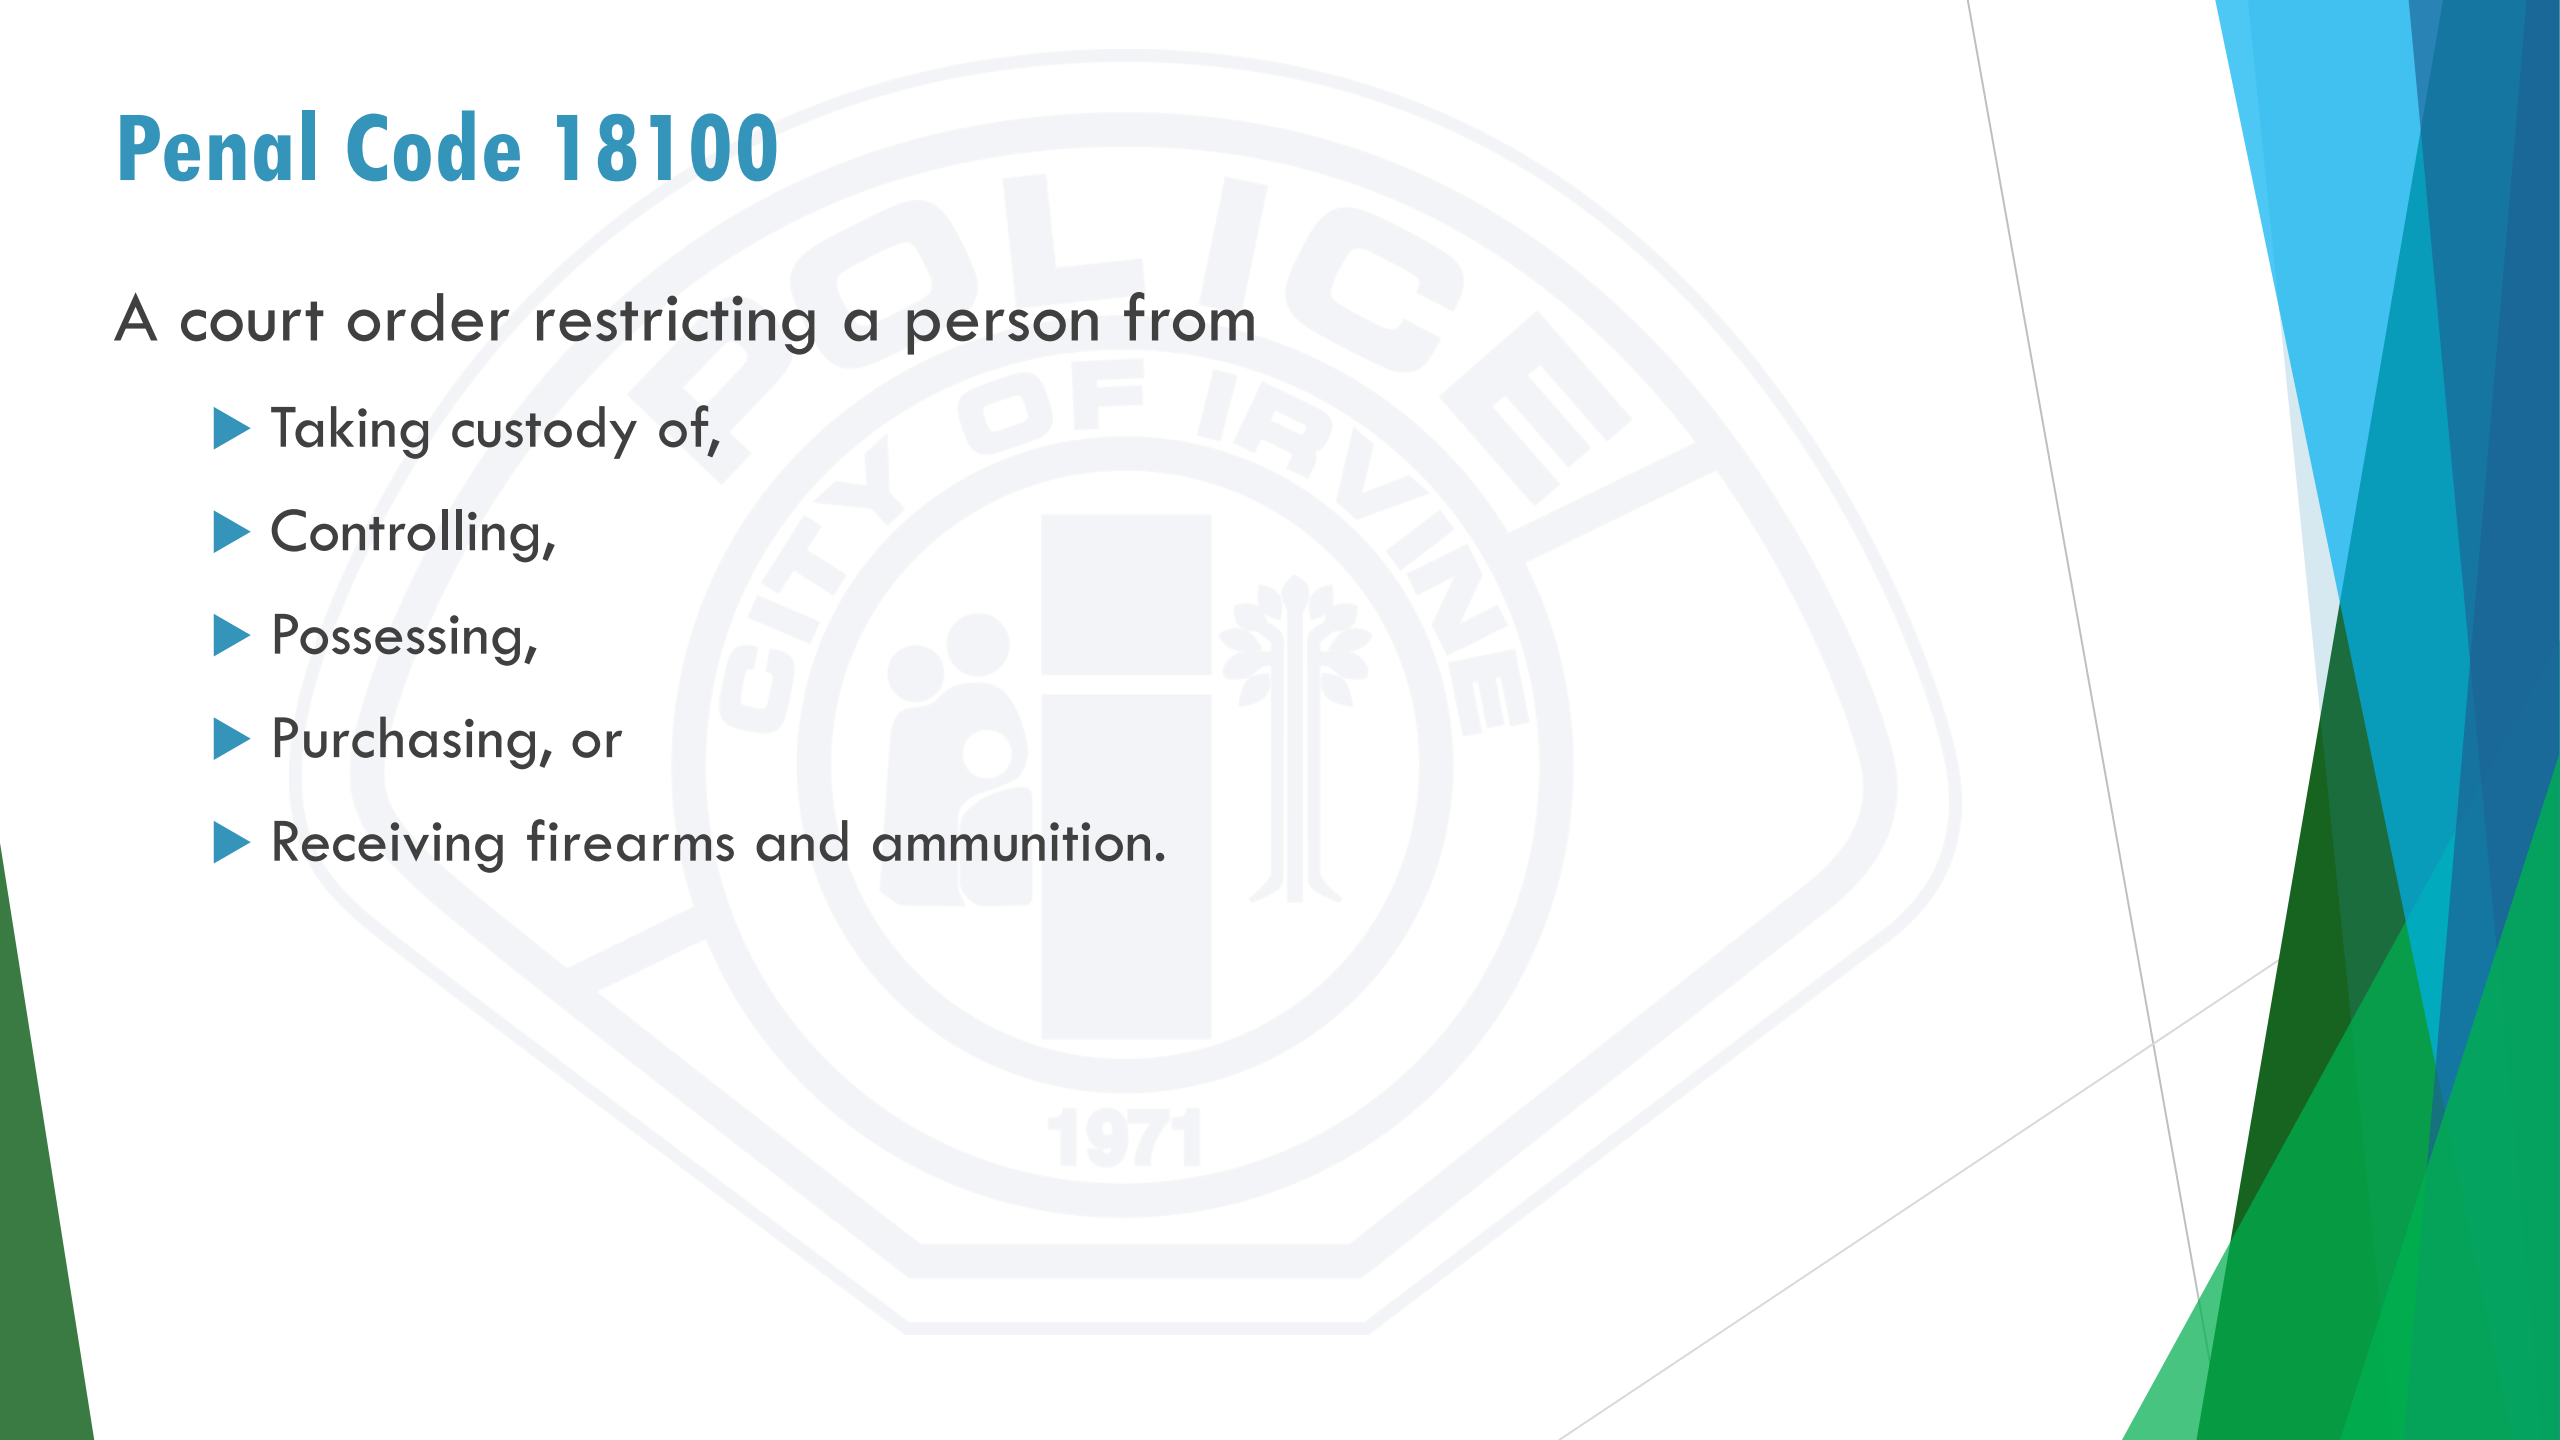 Penal Code 18100
A court order restricting a person from
Taking custody of,
Controlling,
Possessing,
Purchasing, or
Receiving firearms and ammunition.
POLICE
CITY OF IRVINE
1971